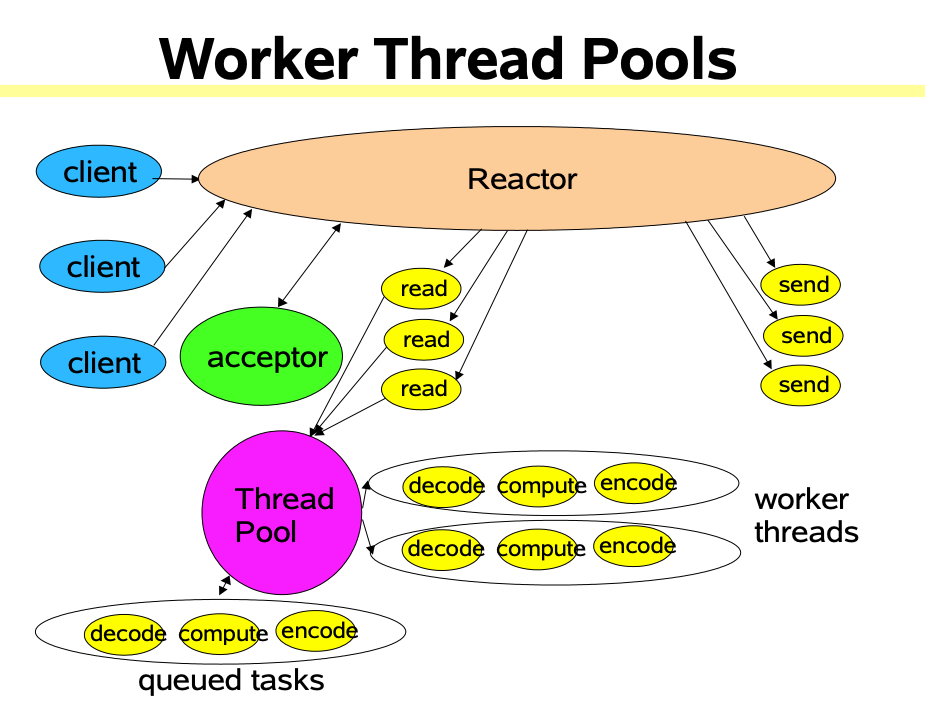 Worker Thread Pools
client
Reactor
client
client
acceptor
read
read
read
send
send
send
Thread
Pool
decode compute encode
decode compute encode
worker
threads
decode compute encode
queued tasks